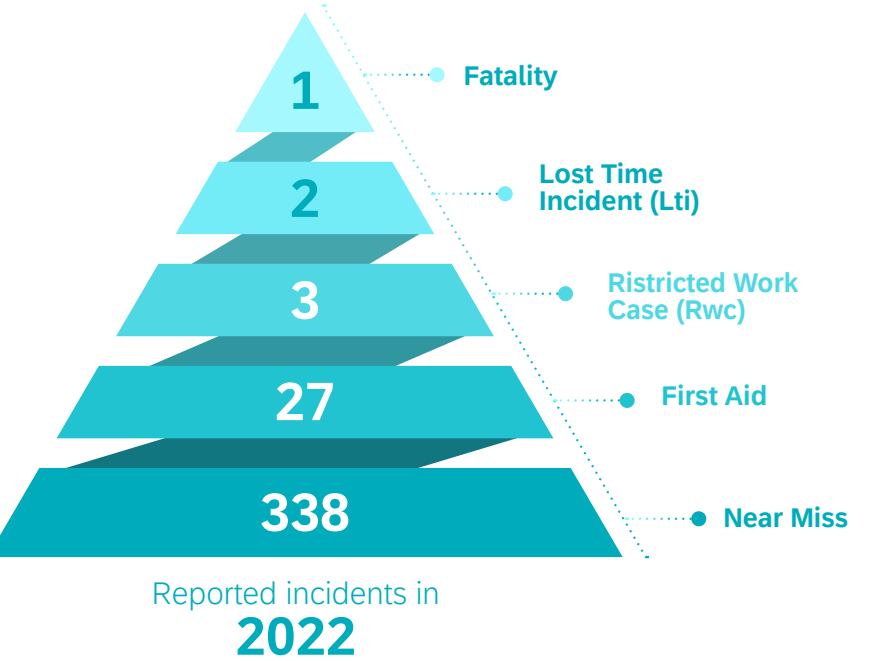 1
Fatality
2
Lost Time
Incident (Lti)
3
Ristricted Work
Case (Rwc)
27
First Aid
338
Near Miss
Reported incidents in
2022